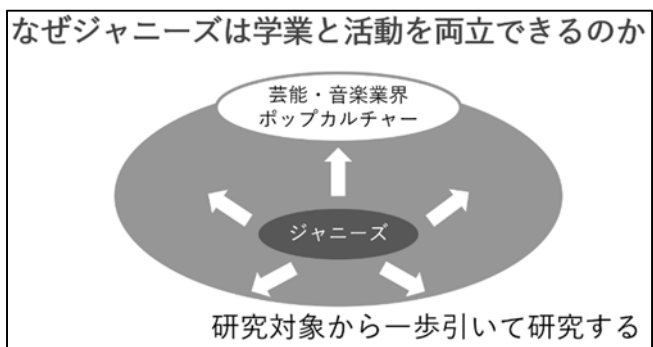 なぜジャニーズは学業と活動を両立できるのか
芸能・音楽業界
ポップカルチャー
ジャニーズ
研究対象から一歩引いて研究する